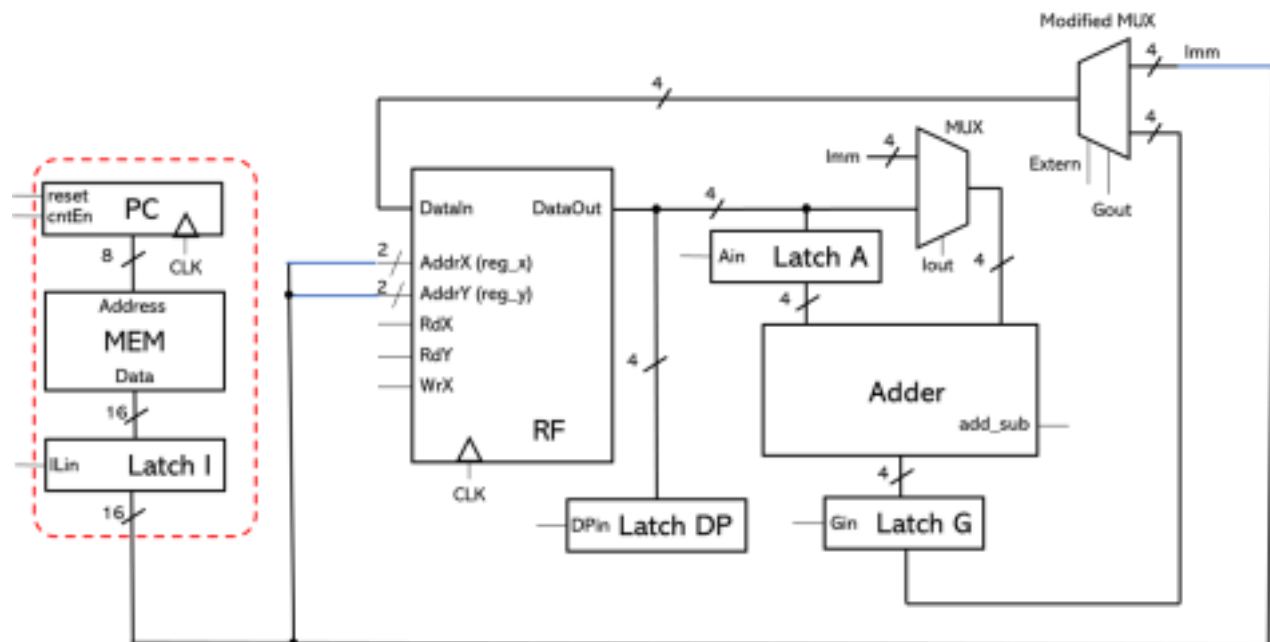 Modified MUX
4
Imm
4
4
Extern
Gout
MUX
4
Imm
Iout
4
reset
cntEn
PC
CLK
8
Address
MEM
Data
16
ILin
Latch I
16
DataIn
DataOut
2
AddrX (reg_x)
2
AddrY (reg_y)
RdX
RdY
WrX
RF
CLK
4
4
Ain
Latch A
4
Adder
add_sub
4
DPin
Latch DP
4
Gin
Latch G